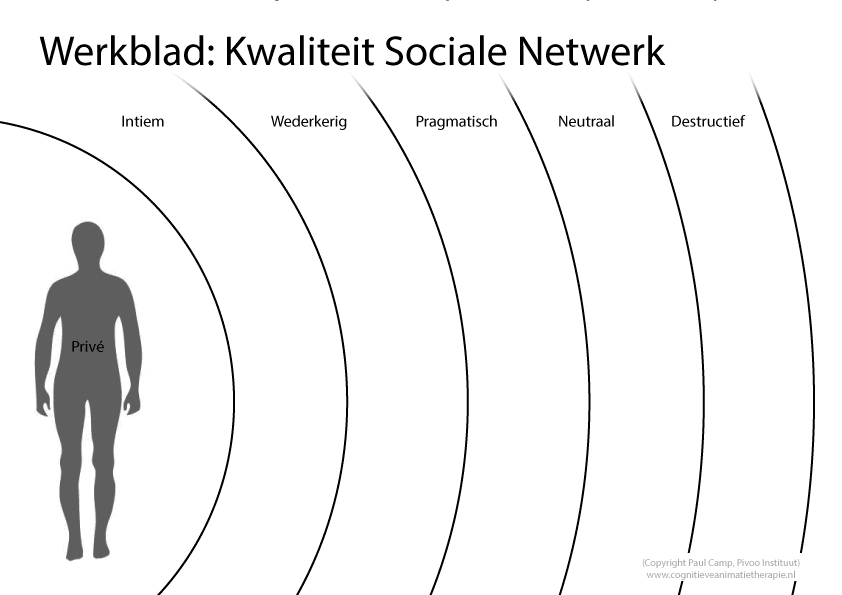 Werkblad: Kwaliteit Sociale Netwerk
Intiem Wederkerig Pragmatisch Neutraal Destructief
Privé
(Copyright Paul Camp, Pivoo Instituut)
www.cognitieveanimatietherapie.nl